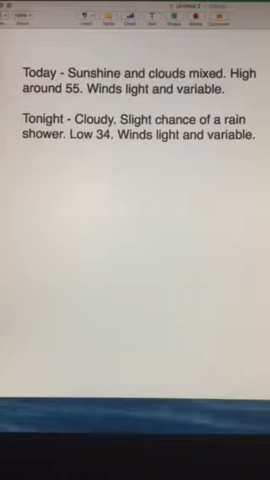 Today - Sunshine and clouds mixed. High
around 55. Winds light and variable.
Tonight - Cloudy. Slight chance of a rain
shower. Low 34. Winds light and variable.